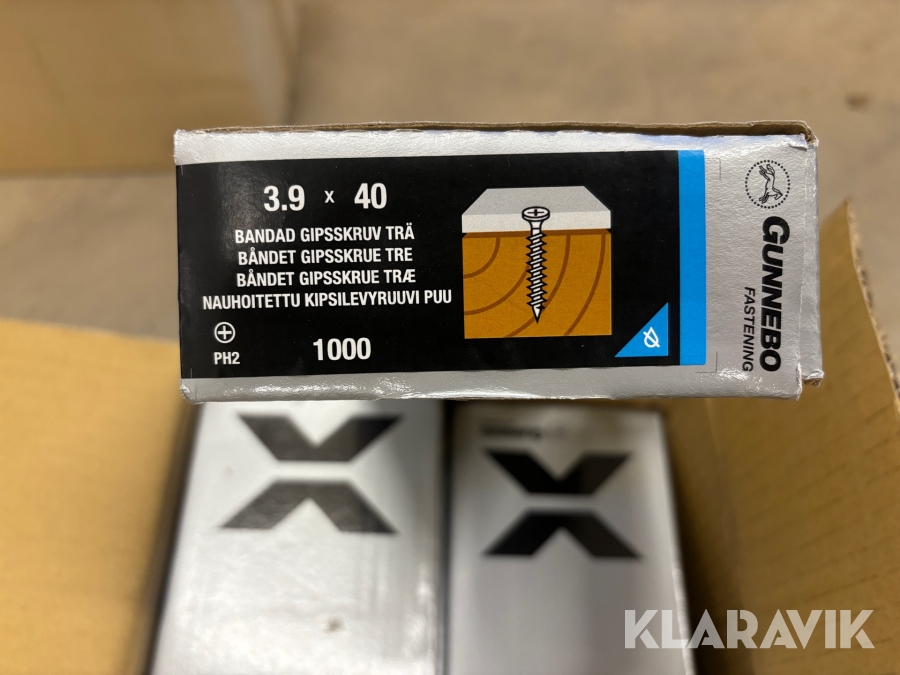 3.9 x 40
BANDAD GIPSSKRUV TRÄ
BÅNDET GIPSSKRUE TRE
BÅNDET GIPSSKRUE TRÆ
NAUHOITETTU KIPSILEVYRUUVI PUU
PH2
1000
GUNNEBO
FASTENING
KLARAVIK